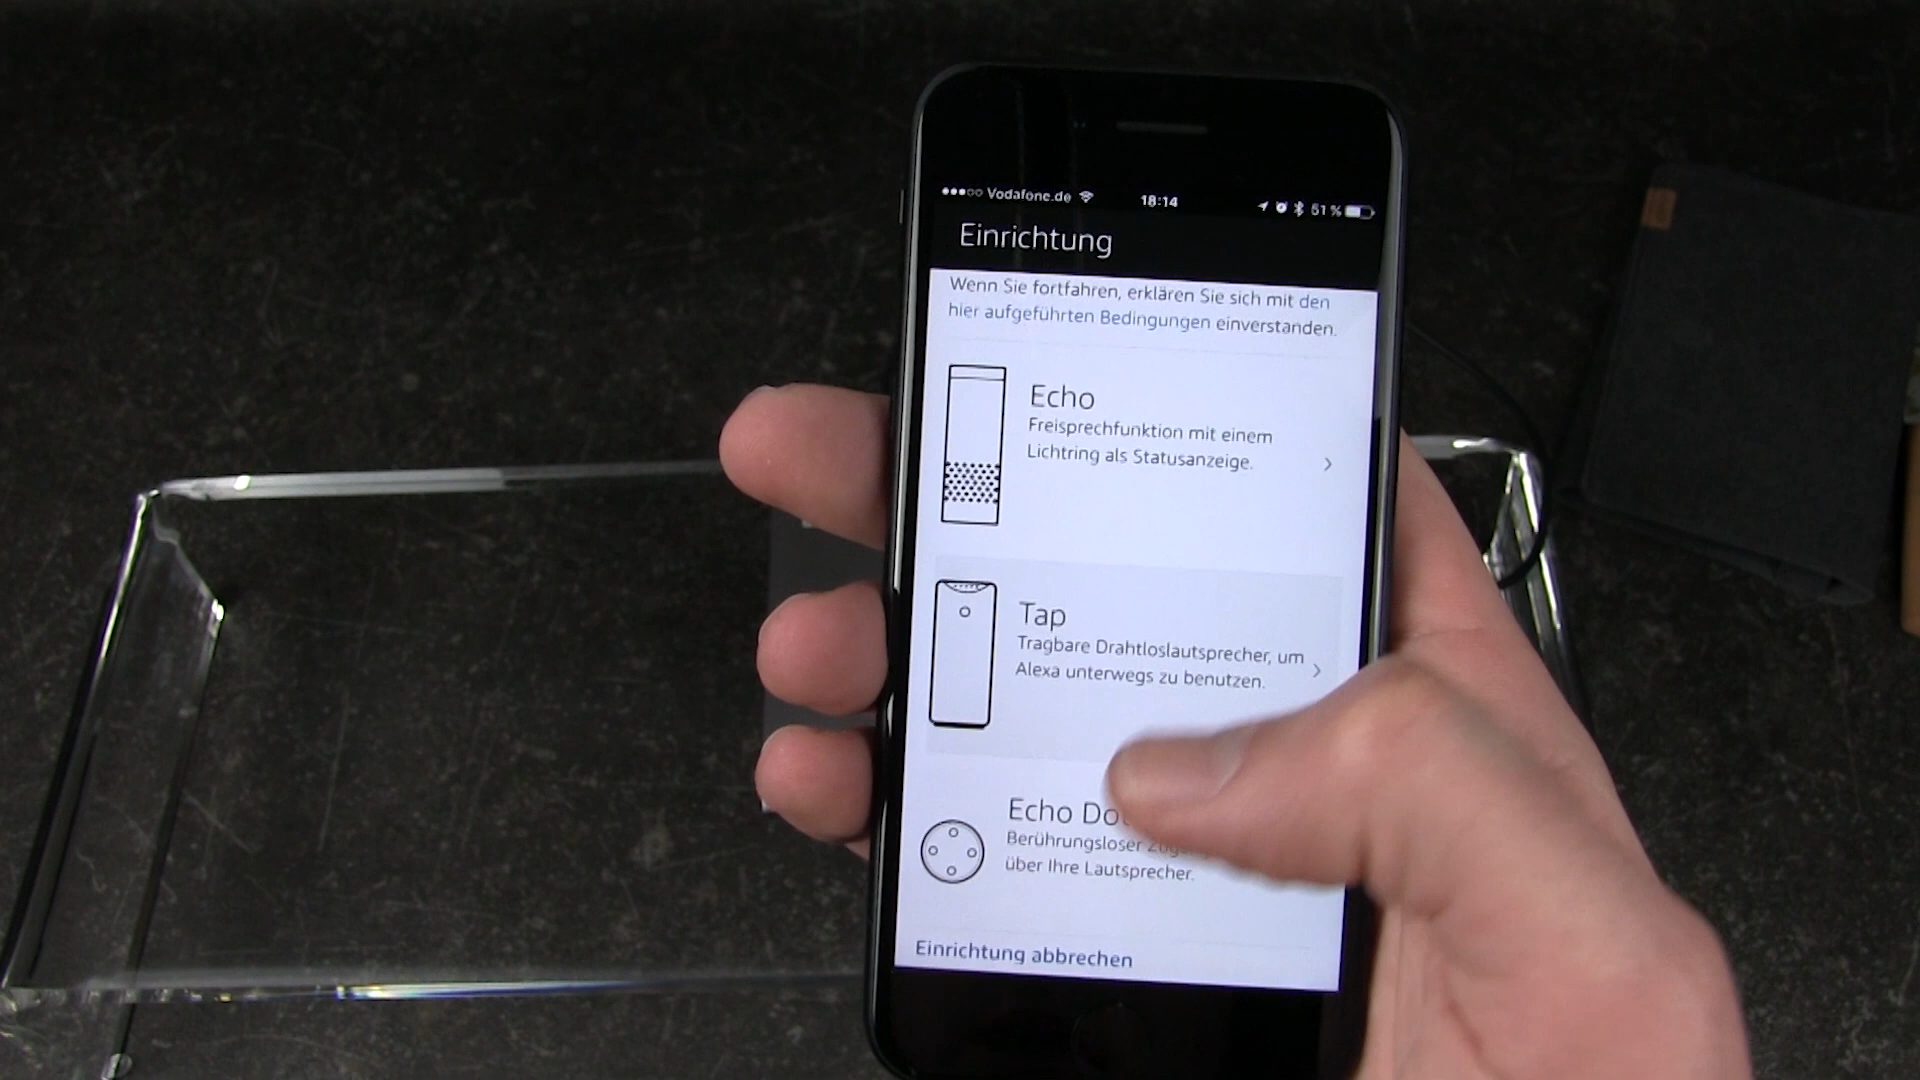 Vodafone.de
18:14
51 %
Einrichtung
Wenn Sie fortfahren, erklären Sie sich mit den
hier aufgeführten Bedingungen einverstanden.
Echo
Freisprechfunktion mit einem
Lichtring als Statusanzeige.
Tap
Tragbare Drahtloslautsprecher, um
Alexa unterwegs zu benutzen.
Echo
Berührungsloser
über Ihre Lautsprecher.
Einrichtung abbrechen